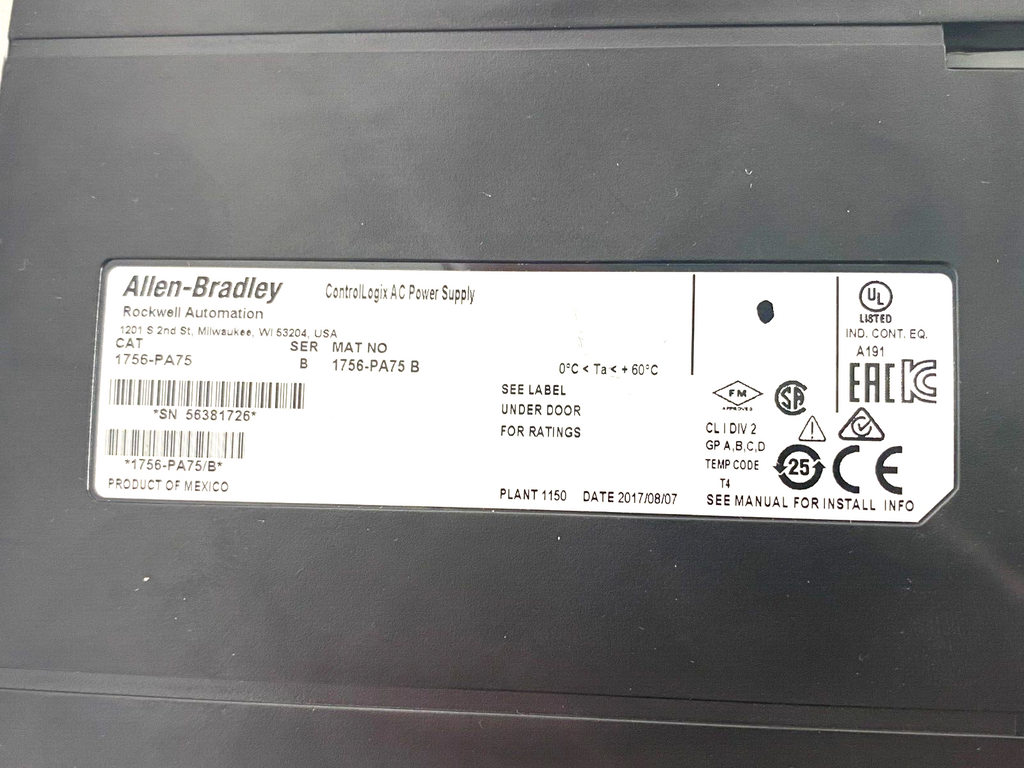 Allen-Bradley
ControlLogix AC Power Supply
Rockwell Automation
1201 S 2nd St, Milwaukee, WI 53204, USA
CAT SER MAT NO
1756-PA75 B 1756-PA75 B
0°C < Ta < + 60°C
*SN 56381726*
*1756-PA75/B*
PRODUCT OF MEXICO
SEE LABEL
UNDER DOOR
FOR RATINGS
PLANT 1150 DATE 2017/08/07
UL
LISTED
IND. CONT. EQ.
A191
FM
APPROVED
SA
EAC
KC
CL I DIV 2
GP A,B,C,D
TEMP CODE
T4
25
CE
SEE MANUAL FOR INSTALL INFO